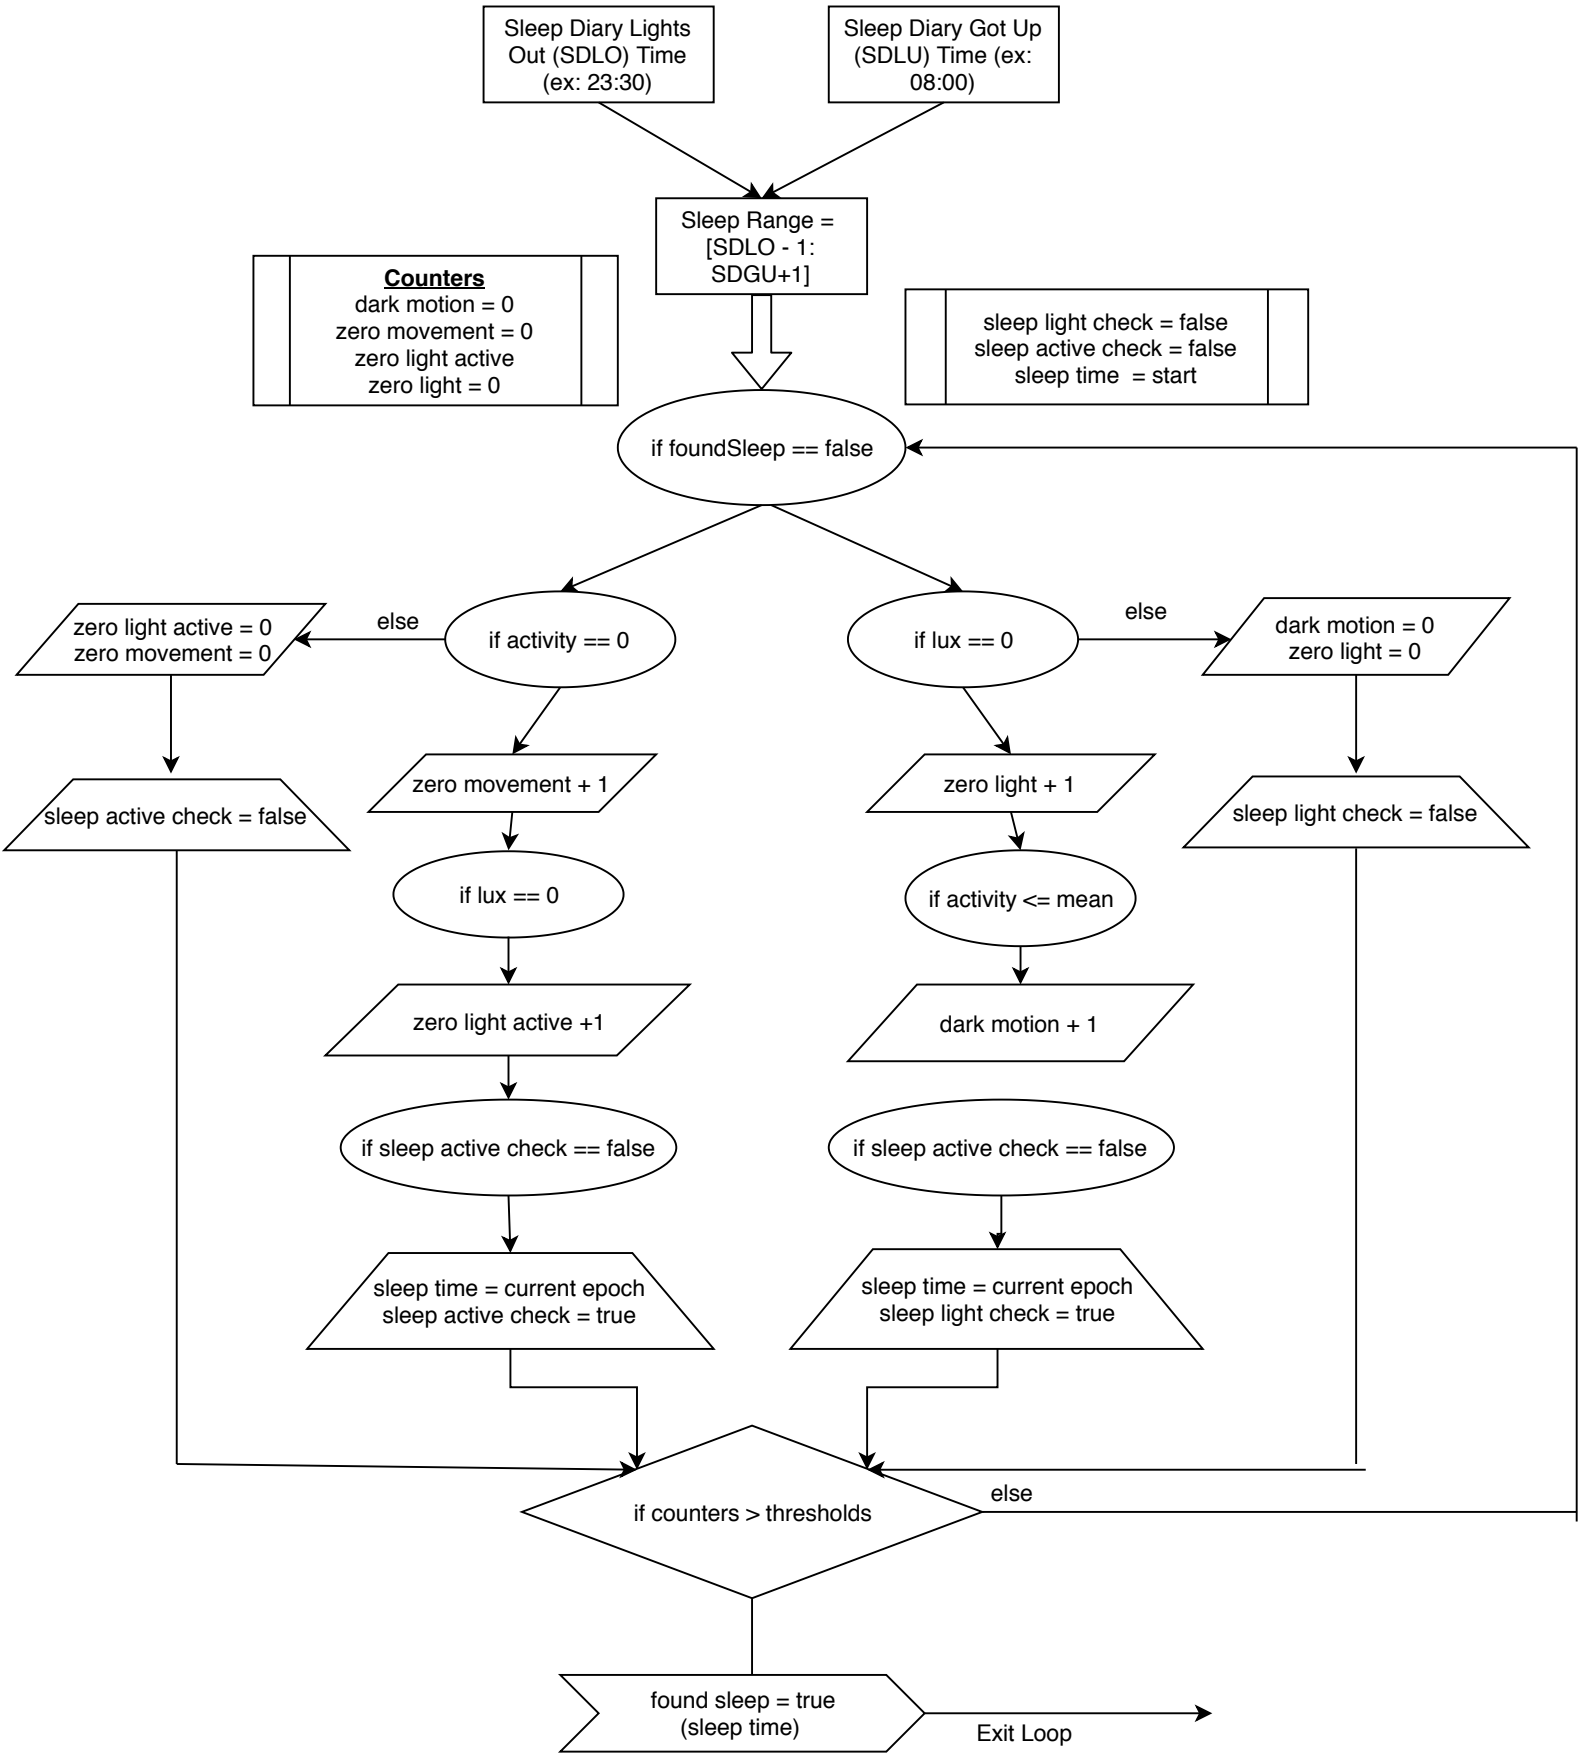 Sleep Diary Lights
Out (SDLO) Time
(ex: 23:30)
Sleep Diary Got Up
(SDLU) Time (ex:
08:00)
Sleep Range =
[SDLO - 1:
SDGU+1]
Counters
dark motion = 0
zero movement = 0
zero light active
zero light = 0
sleep light check = false
sleep active check = false
sleep time  = start
if foundSleep == false
zero light active = 0
zero movement = 0
else
if activity == 0
if lux == 0
else
dark motion = 0
zero light = 0
sleep active check = false
zero movement + 1
zero light + 1
sleep light check = false
if lux == 0
if activity <= mean
zero light active +1
dark motion + 1
if sleep active check == false
if sleep active check == false
sleep time = current epoch
sleep active check = true
sleep time = current epoch
sleep light check = true
if counters > thresholds
else
found sleep = true
(sleep time)
Exit Loop